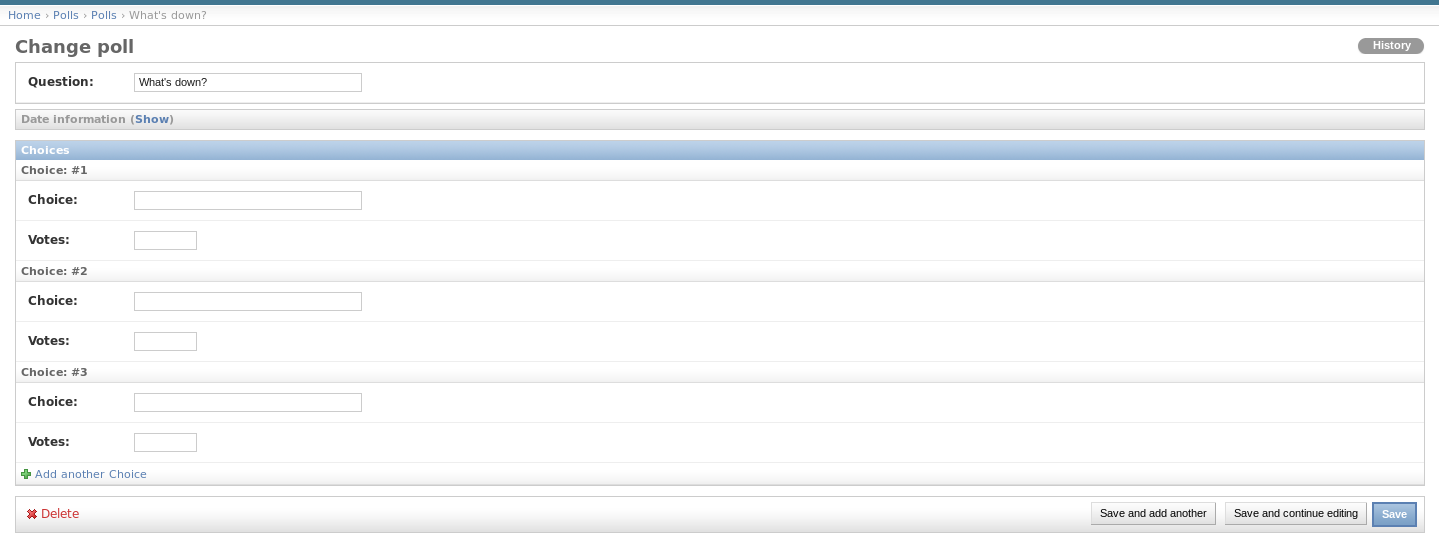 Home › Polls › Polls › What's down?
Change poll
History
Question: What's down?
Date information (Show)
Choices
Choice: #1
Choice:
Votes:
Choice: #2
Choice:
Votes:
Choice: #3
Choice:
Votes:
Add another Choice
Delete
Save and add another
Save and continue editing
Save